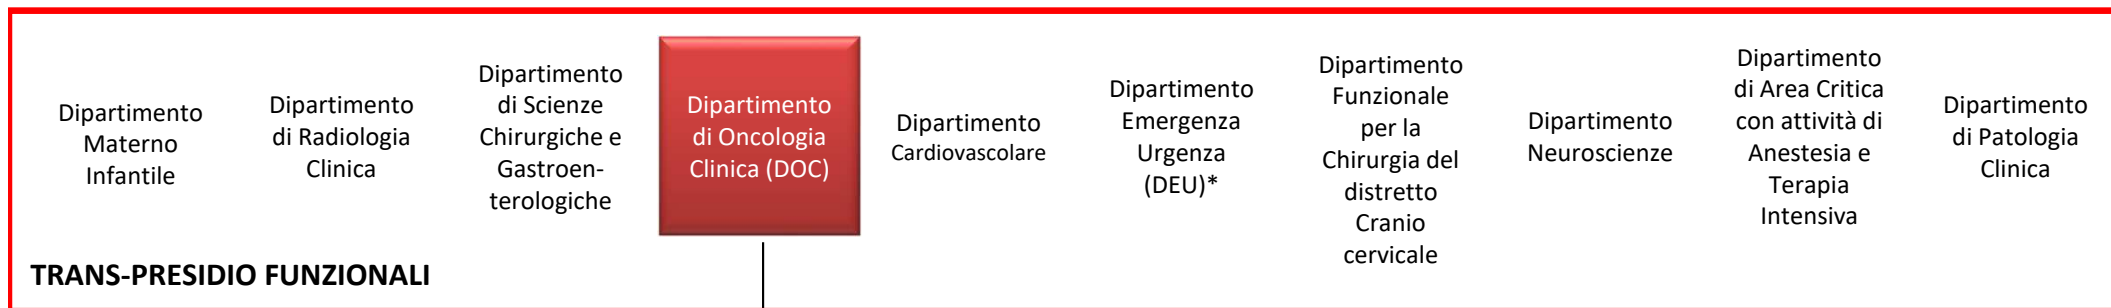 Dipartimento
Materno
Infantile
Dipartimento
di Radiologia
Clinica
Dipartimento
di Scienze
Chirurgiche e
Gastroen-
terologiche
Dipartimento
di Oncologia
Clinica (DOC)
Dipartimento
Cardiovascolare
Dipartimento
Emergenza
Urgenza
(DEU)*
Dipartimento
Funzionale
per la
Chirurgia del
distretto
Cranio
cervicale
Dipartimento
Neuroscienze
Dipartimento
di Area Critica
con attività di
Anestesia e
Terapia
Intensiva
Dipartimento
di Patologia
Clinica
TRANS-PRESIDIO FUNZIONALI